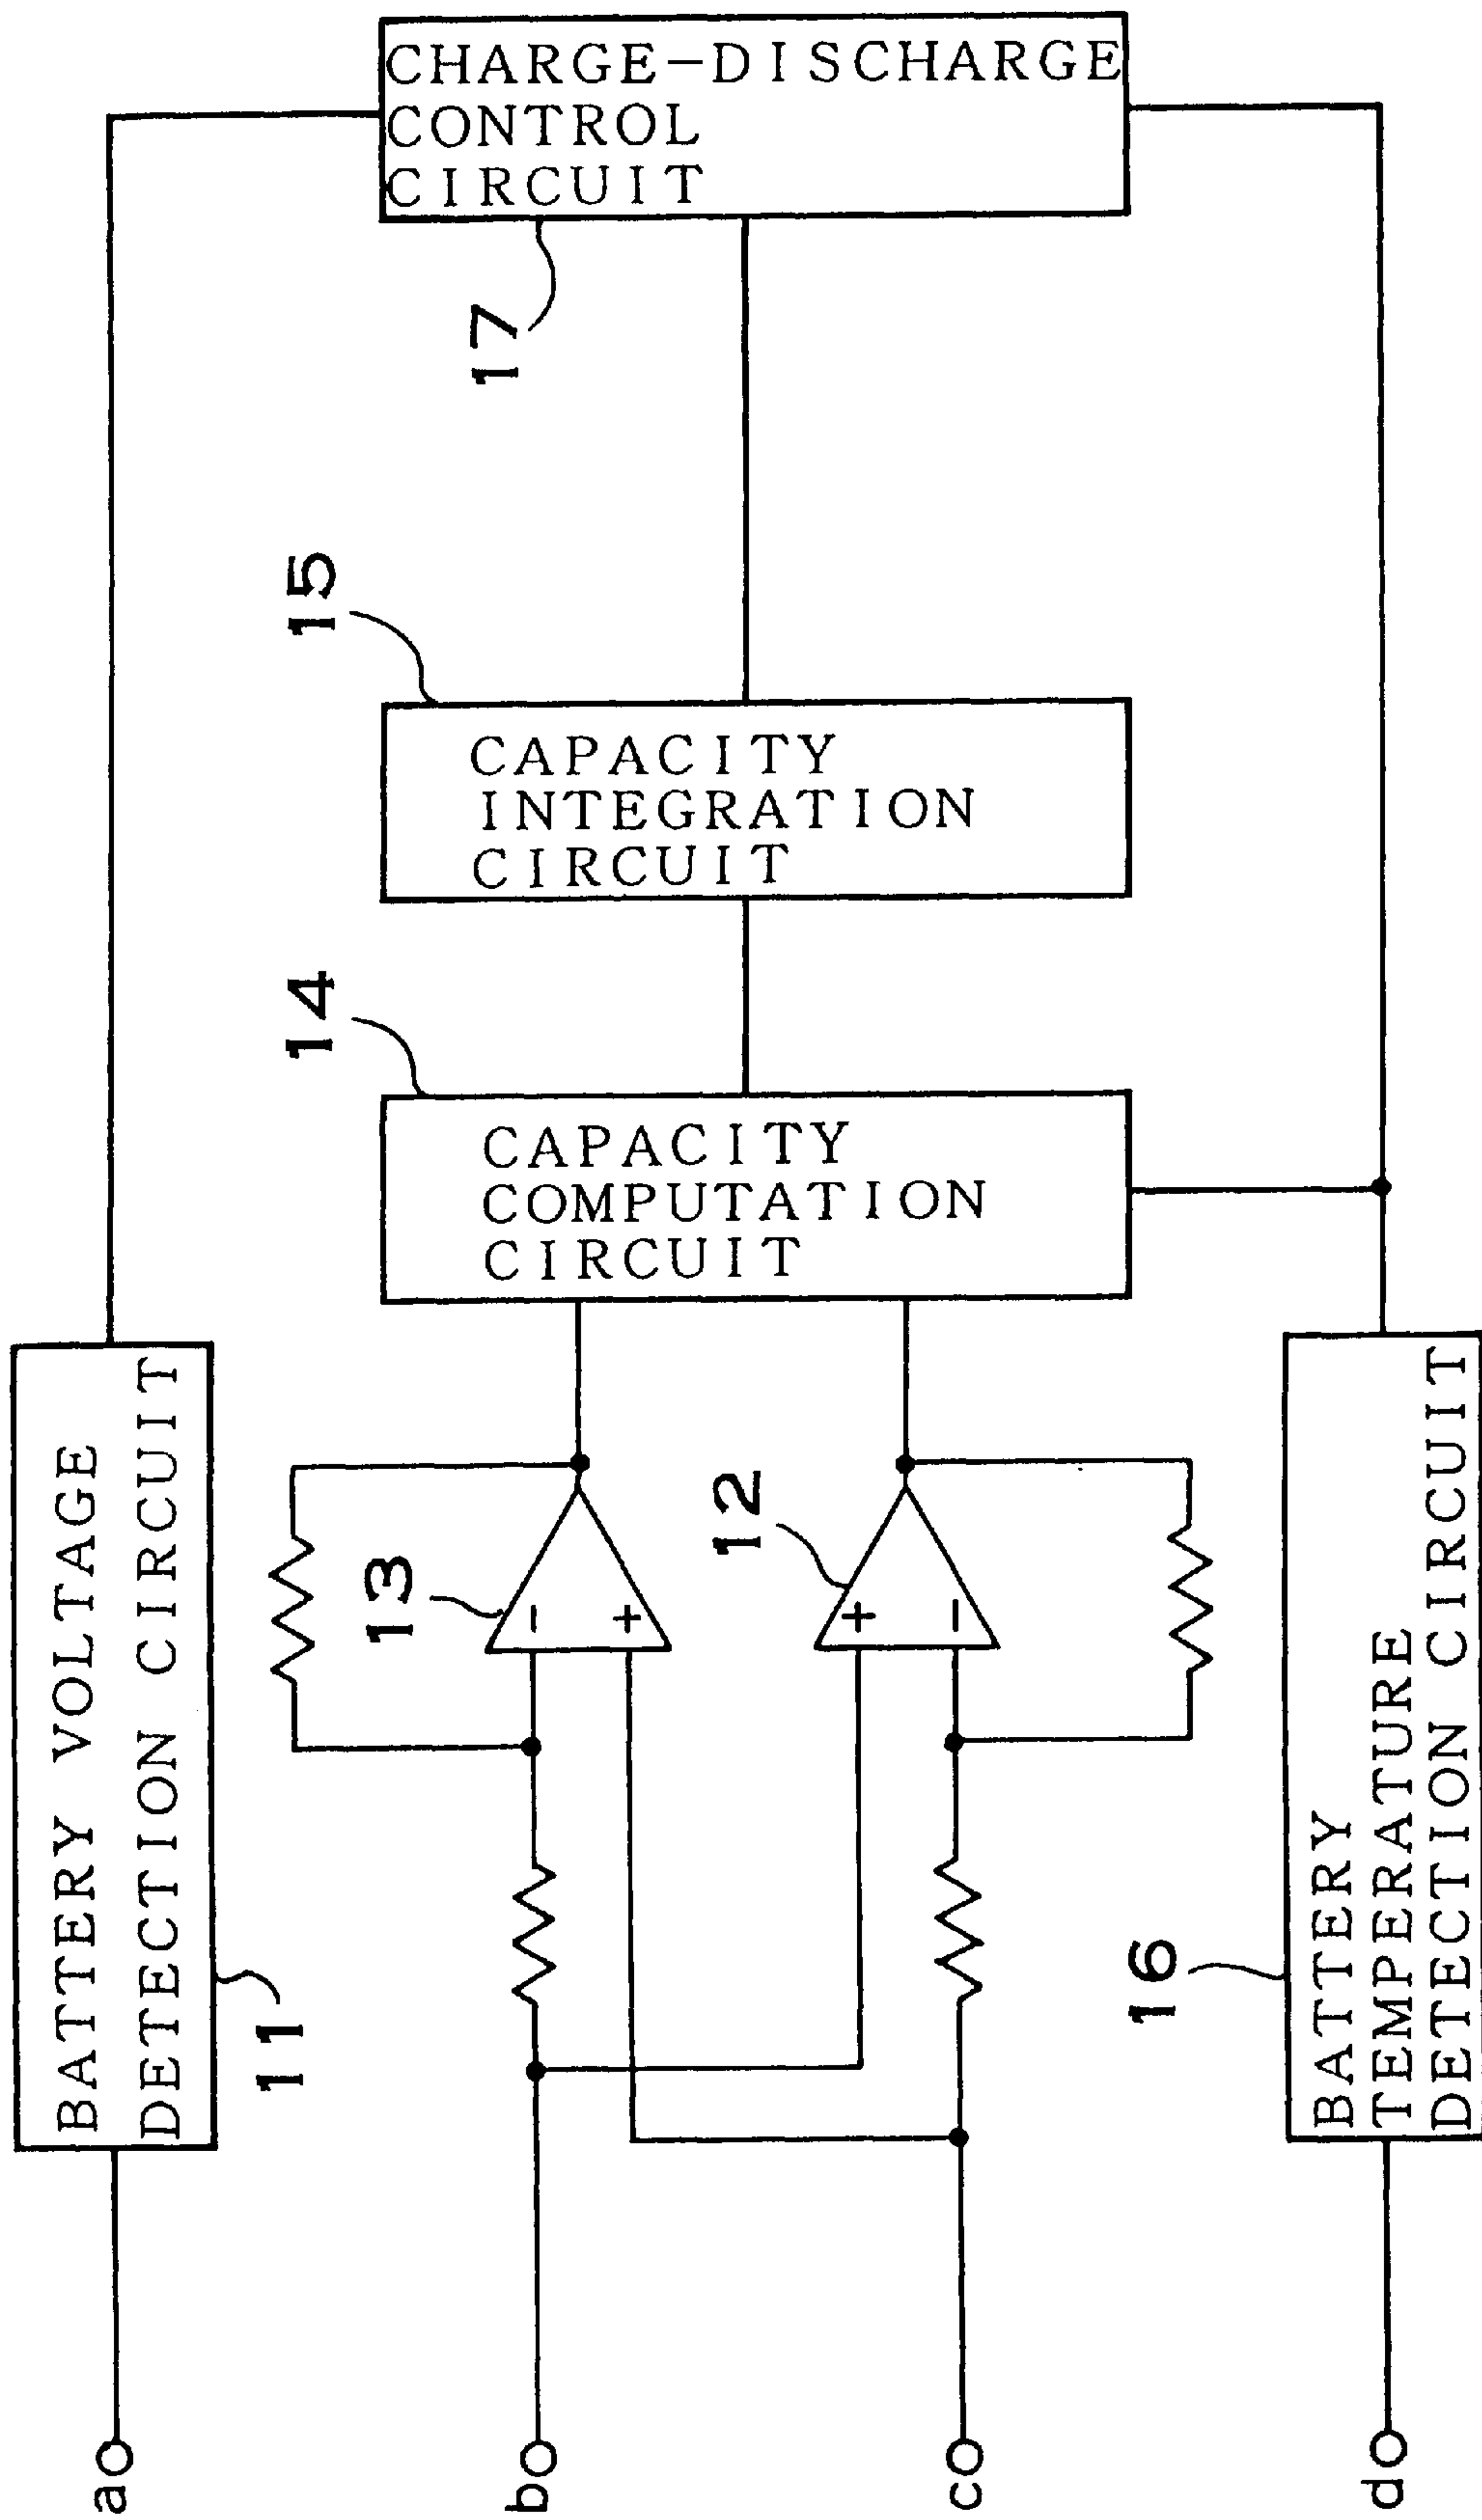 CHARGE-DISCHARGE
CONTROL
CIRCUIT
17
15
CAPACITY
INTEGRATION
CIRCUIT
14
CAPACITY
COMPUTATION
CIRCUIT
BATTERY VOLTAGE
DETECTION CIRCUIT
11
13
-
+
12
+
-
16
BATTERY
TEMPERATURE
DETECTION CIRCUIT
a
b
c
d